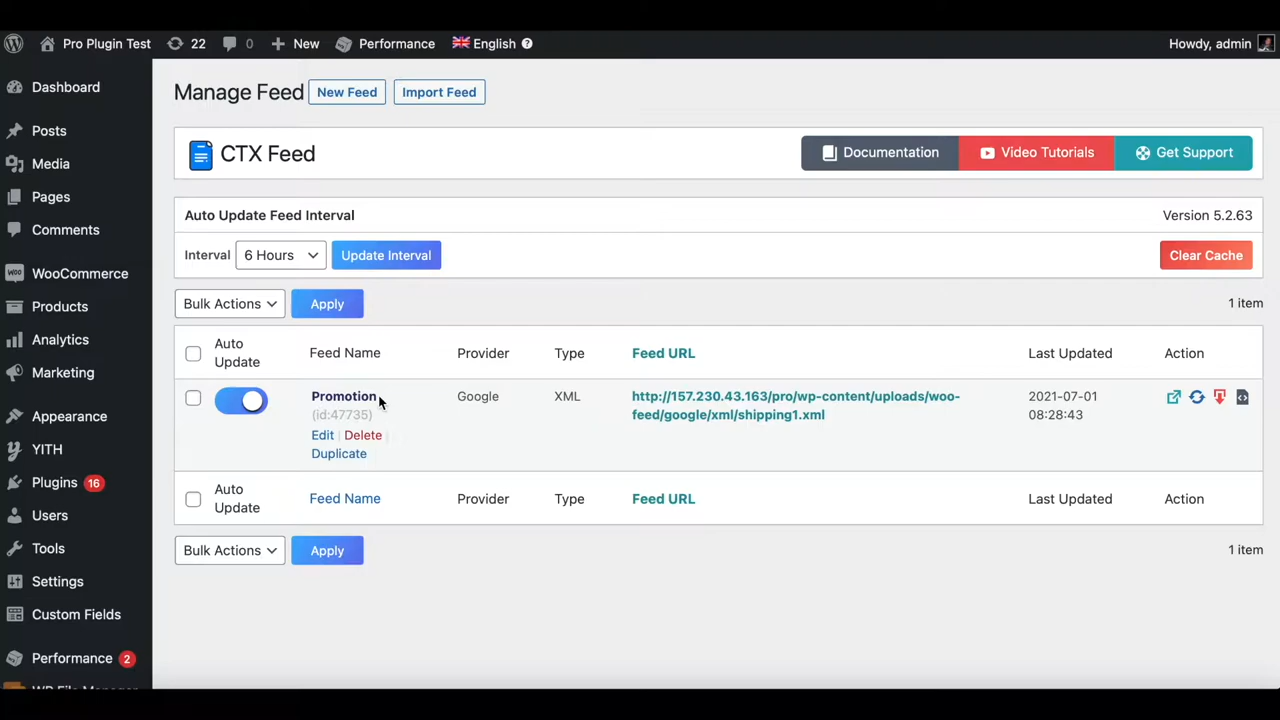 Pro Plugin Test
22
0
New
Performance
English
Howdy, admin
Dashboard
Posts
Media
Pages
Comments
WooCommerce
Products
Analytics
Marketing
Appearance
YITH
Plugins 16
Users
Tools
Settings
Custom Fields
Performance 2
WP File Manager
Manage Feed
New Feed
Import Feed
CTX Feed
Documentation
Video Tutorials
Get Support
Auto Update Feed Interval
Version 5.2.63
Interval
6 Hours
Update Interval
Clear Cache
Bulk Actions
Apply
1 item
Auto
Update
Feed Name
Provider
Type
Feed URL
Last Updated
Action
Promotion
(id:47735)
Edit | Delete |
Duplicate
Google
XML
http://157.230.43.163/pro/wp-content/uploads/woo-
feed/google/xml/shipping1.xml
2021-07-01
08:28:43
Auto
Update
Feed Name
Provider
Type
Feed URL
Last Updated
Action
Bulk Actions
Apply
1 item